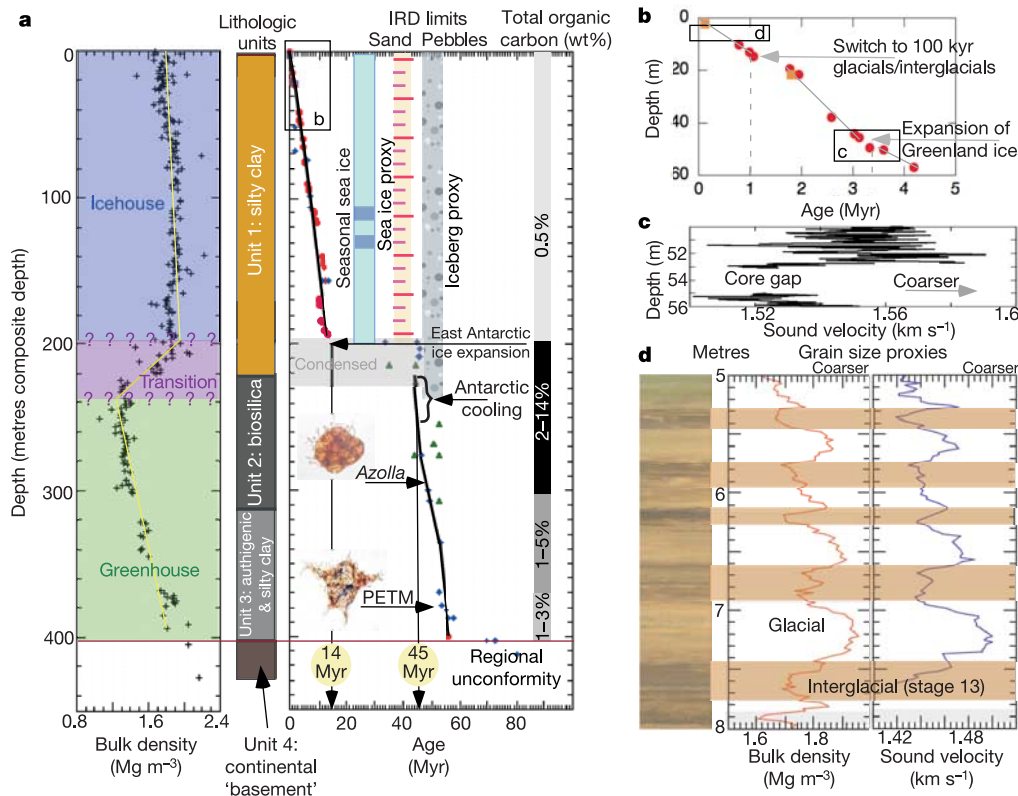 a
Lithologic
units
IRD limits
Sand Pebbles
Total organic
carbon (wt%)
0
100
200
300
400
Depth (metres composite depth)
Icehouse
? ? ? ? ? ? ?
Transition
? ? ? ? ? ? ?
Greenhouse
0.8 1.6 2.4
Bulk density
(Mg m–3)
Unit 1: silty clay
Unit 2: biosilica
Unit 3: authigenic
& silty clay
Unit 4:
continental
'basement'
b
Seasonal sea ice
Sea ice proxy
Iceberg proxy
East Antarctic
ice expansion
Condensed
Antarctic
cooling
Azolla
PETM
14
Myr
45
Myr
Regional
unconformity
0 20 40 60 80
Age
(Myr)
0.5%
2–14%
1–5%
1–3%
b
0
20
40
60
Depth (m)
d
Switch to 100 kyr
glacials/interglacials
Expansion of
Greenland ice
c
0 1 2 3 4 5
Age (Myr)
c
Depth (m)
52
54
56
Core gap
Coarser
1.52 1.56 1.6
Sound velocity (km s–1)
d
Metres
Grain size proxies
Coarser
Coarser
5
6
7
8
Glacial
Interglacial (stage 13)
1.6 1.8
Bulk density
(Mg m–3)
1.42 1.48
Sound velocity
(km s–1)